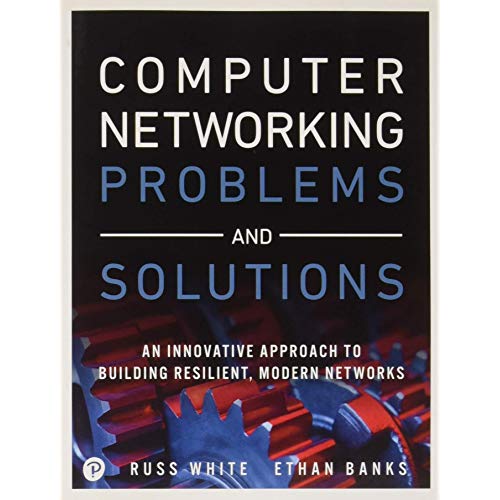 COMPUTER
NETWORKING
PROBLEMS
AND
SOLUTIONS
AN INNOVATIVE APPROACH TO
BUILDING RESILIENT, MODERN NETWORKS
P RUSS WHITE ETHAN BANKS